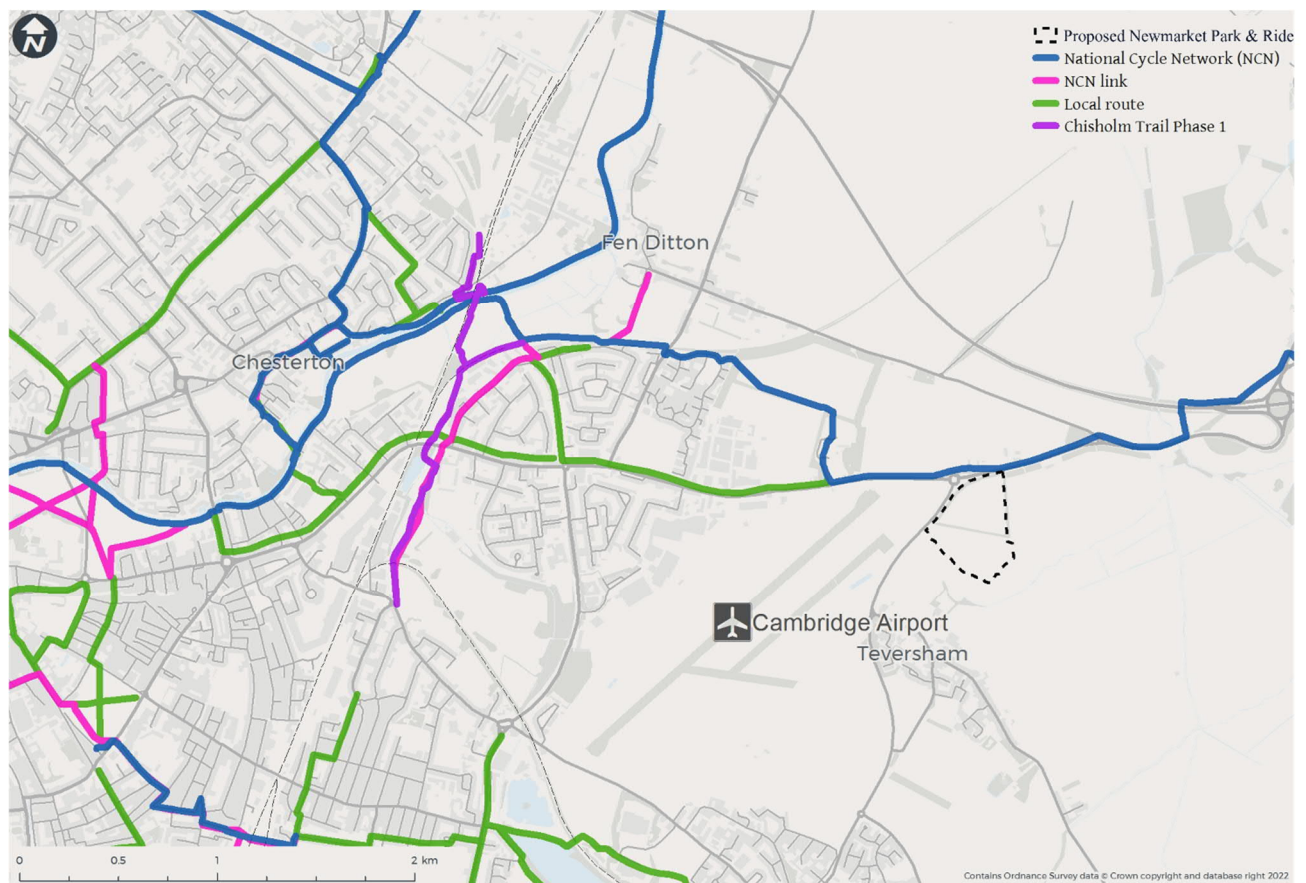 N
Proposed Newmarket Park & Ride
National Cycle Network (NCN)
NCN link
Local route
Chisholm Trail Phase 1
Fen Ditton
Chesterton
Cambridge Airport
Teversham
0 0.5 1 2 km
Contains Ordnance Survey data © Crown copyright and database right 2022